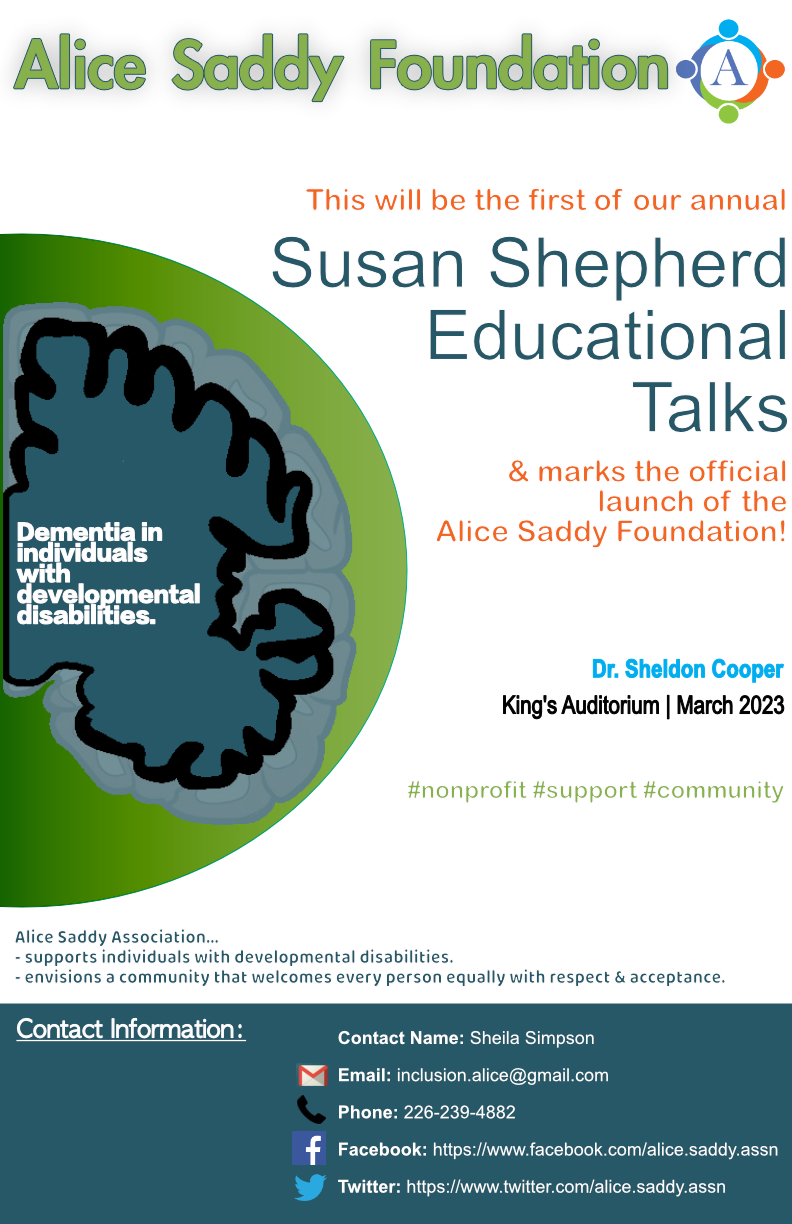 Alice Saddy Foundation
A
This will be the first of our annual
Susan Shepherd
Educational
Talks
& marks the official
launch of the
Alice Saddy Foundation!
Dementia in
individuals
with
developmental
disabilities.
Dr. Sheldon Cooper
King's Auditorium | March 2023
#nonprofit #support #community
Alice Saddy Association...
- supports individuals with developmental disabilities.
- envisions a community that welcomes every person equally with respect & acceptance.
Contact Information:
Contact Name: Sheila Simpson
Email: inclusion.alice@gmail.com
Phone: 226-239-4882
Facebook: https://www.facebook.com/alice.saddy.assn
Twitter: https://www.twitter.com/alice.saddy.assn